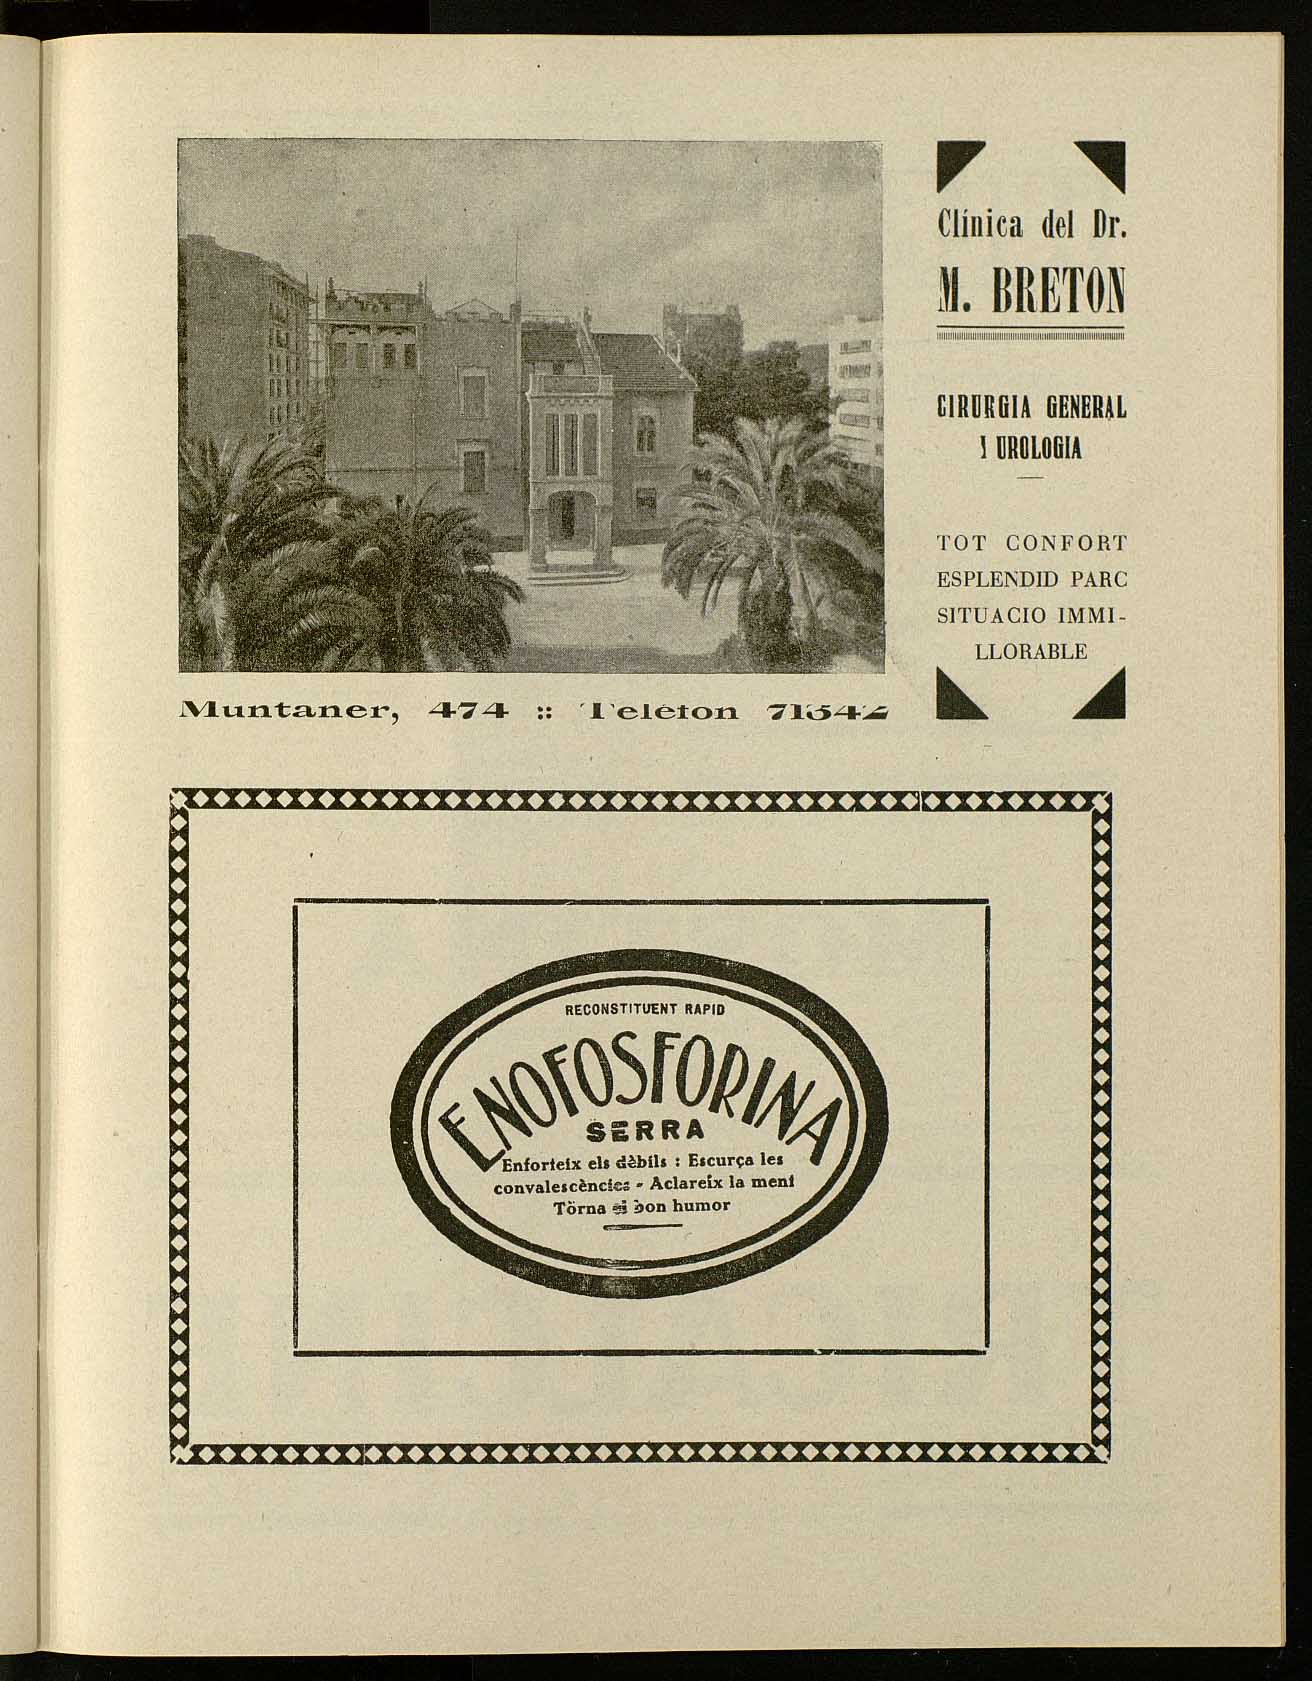 Clínica del Dr.
M. BRETON
CIRURGIA GENERAL
I UROLOGIA
TOT CONFORT
ESPLENDID PARC
SITUACIO IMMI-
LLORABLE
Muntaner, 474 :: Telèfon 71542
RECONSTITUENT RAPID
ENOFOSFORINA
SERRA
Enforteix els dèbils : Escurça les
convalescències - Aclareix la ment
Torna el bon humor